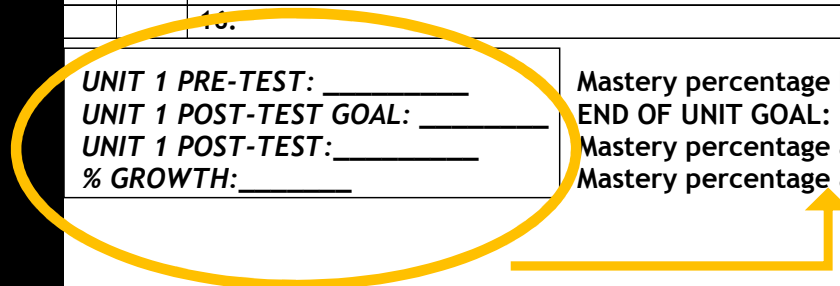 16.
UNIT 1 PRE-TEST: __________
UNIT 1 POST-TEST GOAL: _________
UNIT 1 POST-TEST:__________
% GROWTH:________
Mastery percentage
END OF UNIT GOAL:
Mastery percentage
Mastery percentage